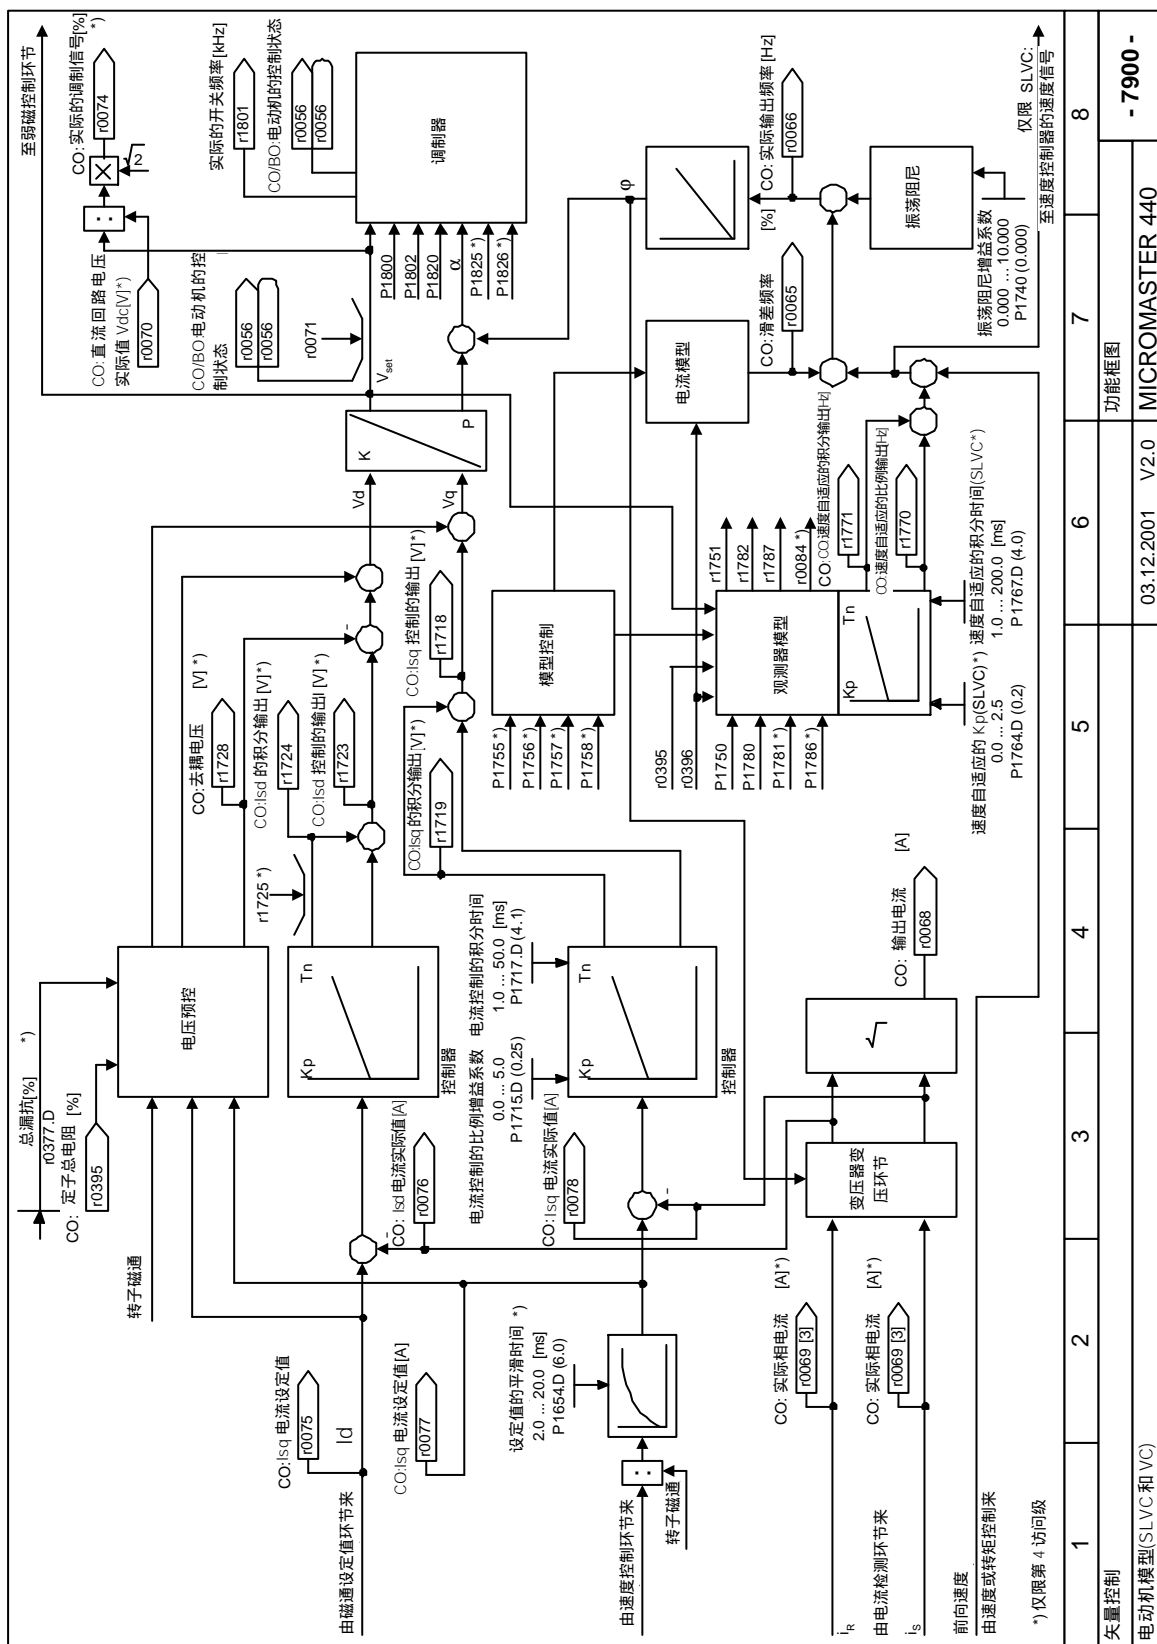 总漏抗[%] *)
r0377.D
CO: 定子总电阻 [%]
r0395
转子磁通
电压预控
CO:去耦电压 [V] *)
r1728
CO:Isd 的积分输出 [V]*)
r1724
CO:Isd 控制的输出I [V] *)
r1723
r1725 *)
由磁通设定值环节来
CO:Isq 电流设定值
r0075
Id
CO:Isq 电流设定值[A]
r0077
CO: Isd 电流实际值[A]
r0076
-
Kp
Tn
控制器
电流控制的比例增益系数
0.0 ... 5.0
P1715.D (0.25)
电流控制的积分时间
1.0 ... 50.0 [ms]
P1717.D (4.1)
CO:Isq 电流实际值[A]
r0078
-
Kp
Tn
控制器
CO:Isq的积分输出[V]*)
r1719
CO:Isq 控制的输出 [V]*)
r1718
由速度控制环节来
转子磁通
设定值的平滑时间 *)
2.0 ... 20.0 [ms]
P1654.D (6.0)
-
Vd
Vq
K
P
Vset
至弱磁控制环节
CO: 直流回路电压
实际值 Vdc[V]*)
r0070
CO:实际的调制信号[%]
*)
r0074
√2
CO/BO:电动机的控
制状态
r0056
r0056
r0071
实际的开关频率[kHz]
r1801
CO/BO:电动机的控制状态
r0056
r0056
调制器
P1800
P1802
P1820
α
P1825 *)
P1826 *)
φ
P1755 *)
P1756 *)
P1757 *)
P1758 *)
模型控制
r0395
r0396
P1750
P1780
P1781 *)
P1786 *)
观测器模型
Kp
Tn
r1751
r1782
r1787
r0084 *)
CO:CO:速度自适应的积分输出[Hz]
r1771
CO:速度自适应的比例输出[Hz]
r1770
速度自适应的 Kp(SLVC)*)
0.0 ... 2.5
P1764.D (0.2)
速度自适应的积分时间(SLVC*)
1.0 ... 200.0 [ms]
P1767.D (4.0)
电流模型
CO:滑差频率
r0065
[%]
CO: 实际输出频率 [Hz]
r0066
振荡阻尼
振荡阻尼增益系数
0.000 ... 10.000
P1740 (0.000)
仅限 SLVC:
至速度控制器的速度信号
iR
由电流检测环节来
iS
CO: 实际相电流 [A]*)
r0069 [3]
CO: 实际相电流 [A]*)
r0069 [3]
变压器变
压环节
√
CO: 输出电流 [A]
r0068
前向速度
由速度或转矩控制来
*) 仅限第 4 访问级
1
2
3
4
5
6
7
8
矢量控制
功能框图
- 7900 -
电动机模型(SLVC 和 VC)
03.12.2001
V2.0
MICROMASTER 440